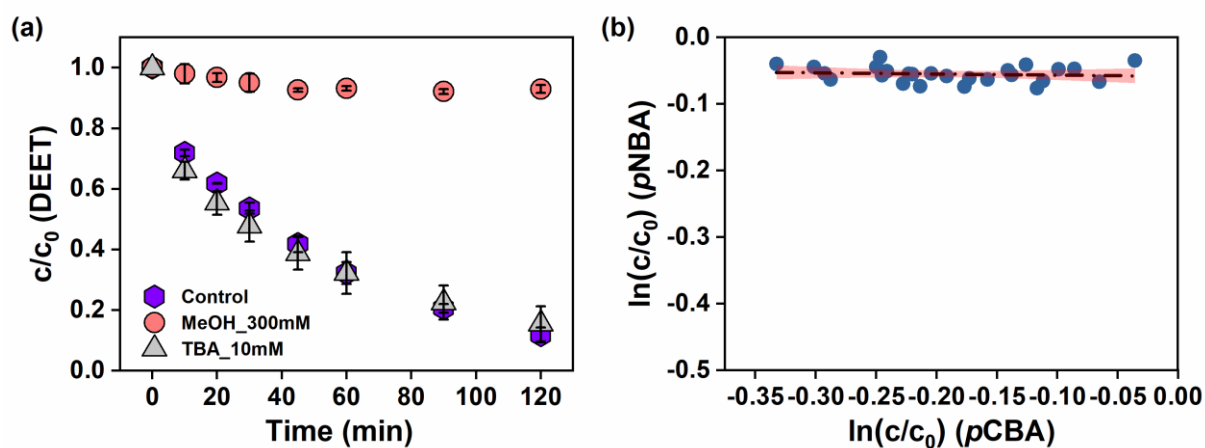 (a)
1.0
0.8
0.6
0.4
0.2
0.0
c/c₀ (DEET)
Control
MeOH_300mM
TBA_10mM
0 20 40 60 80 100 120
Time (min)
(b)
0.0
-0.1
-0.2
-0.3
-0.4
-0.5
ln(c/c₀) (pNBA)
-0.35 -0.30 -0.25 -0.20 -0.15 -0.10 -0.05 0.00
ln(c/c₀) (pCBA)